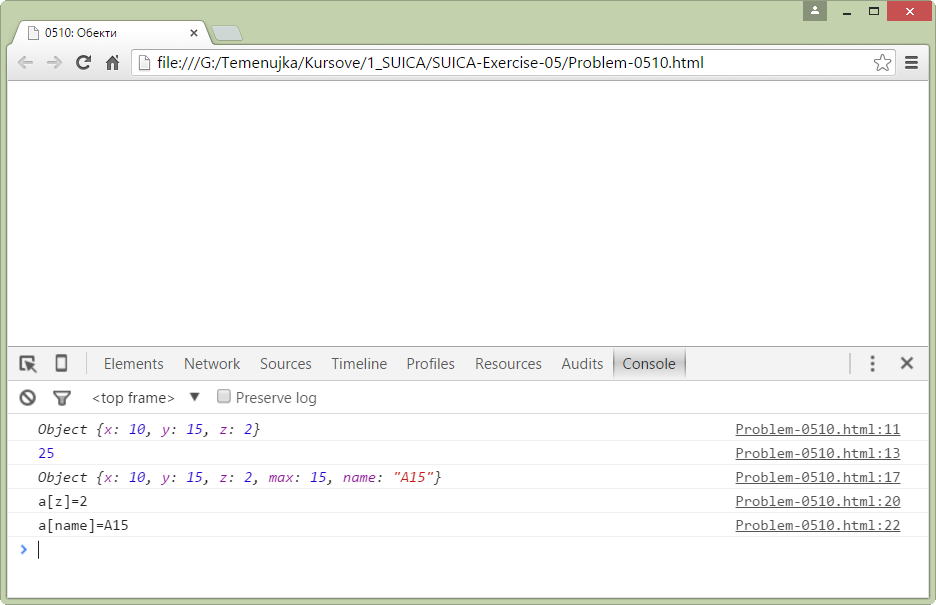 0510: Обекти
file:///G:/Temenujka/Kursove/1_SUICA/SUICA-Exercise-05/Problem-0510.html
Elements Network Sources Timeline Profiles Resources Audits Console
<top frame> ▼ Preserve log
Object {x: 10, y: 15, z: 2} Problem-0510.html:11
25 Problem-0510.html:13
Object {x: 10, y: 15, z: 2, max: 15, name: "A15"} Problem-0510.html:17
a[z]=2 Problem-0510.html:20
a[name]=A15 Problem-0510.html:22